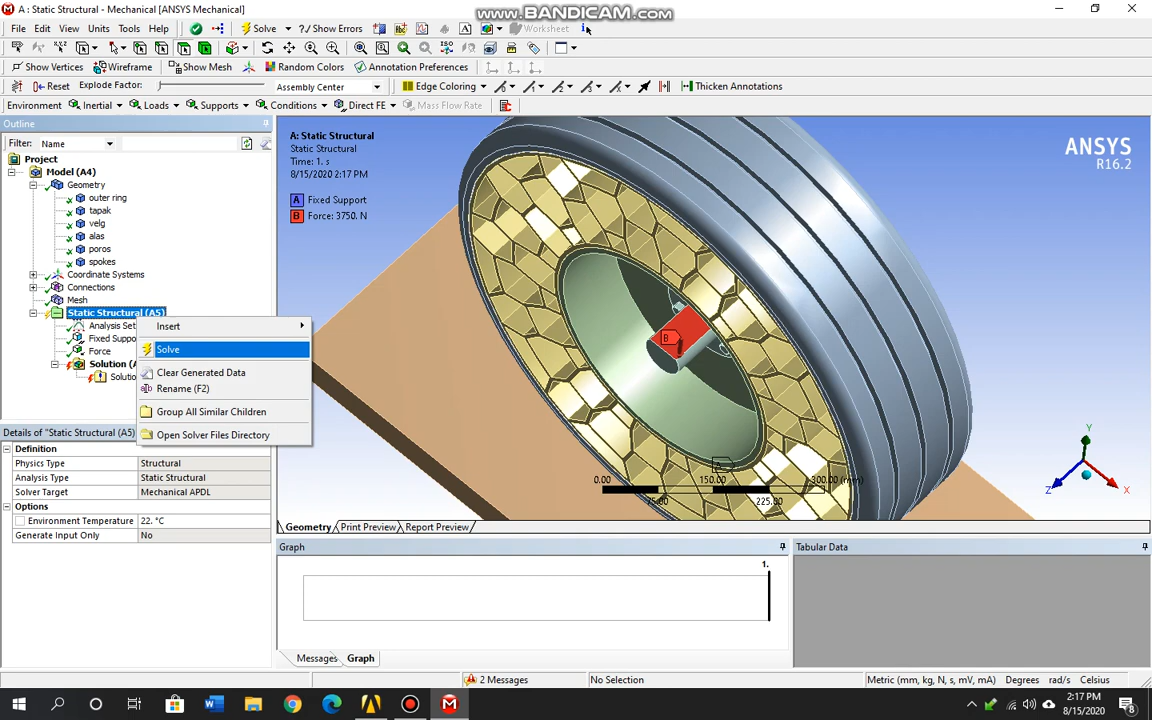 A : Static Structural - Mechanical [ANSYS Mechanical]
www.BANDICAM.com
File Edit View Units Tools Help Solve ?/Show Errors Worksheet
Show Vertices Wireframe Show Mesh Random Colors Annotation Preferences
Reset Explode Factor: Assembly Center Edge Coloring Thicken Annotations
Environment Inertial Loads Supports Conditions Direct FE Mass Flow Rate
Outline
Filter: Name
Project
Model (A4)
Geometry
outer ring
tapak
velg
alas
poros
spokes
Coordinate Systems
Connections
Mesh
Static Structural (A5)
Analysis Set
Fixed Suppo
Force
Solution (A
Solutio
Insert
Solve
Clear Generated Data
Rename (F2)
Group All Similar Children
Open Solver Files Directory
Details of "Static Structural (A5)
Definition
Physics Type Structural
Analysis Type Static Structural
Solver Target Mechanical APDL
Options
Environment Temperature 22. °C
Generate Input Only No
A: Static Structural
Static Structural
Time: 1. s
8/15/2020 2:17 PM
A Fixed Support
B Force: 3750. N
ANSYS
R16.2
B
0.00 150.00 300.00 (mm)
75.00 225.00
Y
Z X
Geometry Print Preview Report Preview
Graph
1.
Tabular Data
Messages Graph
2 Messages No Selection Metric (mm, kg, N, s, mV, mA) Degrees rad/s Celsius
2:17 PM
8/15/2020
8